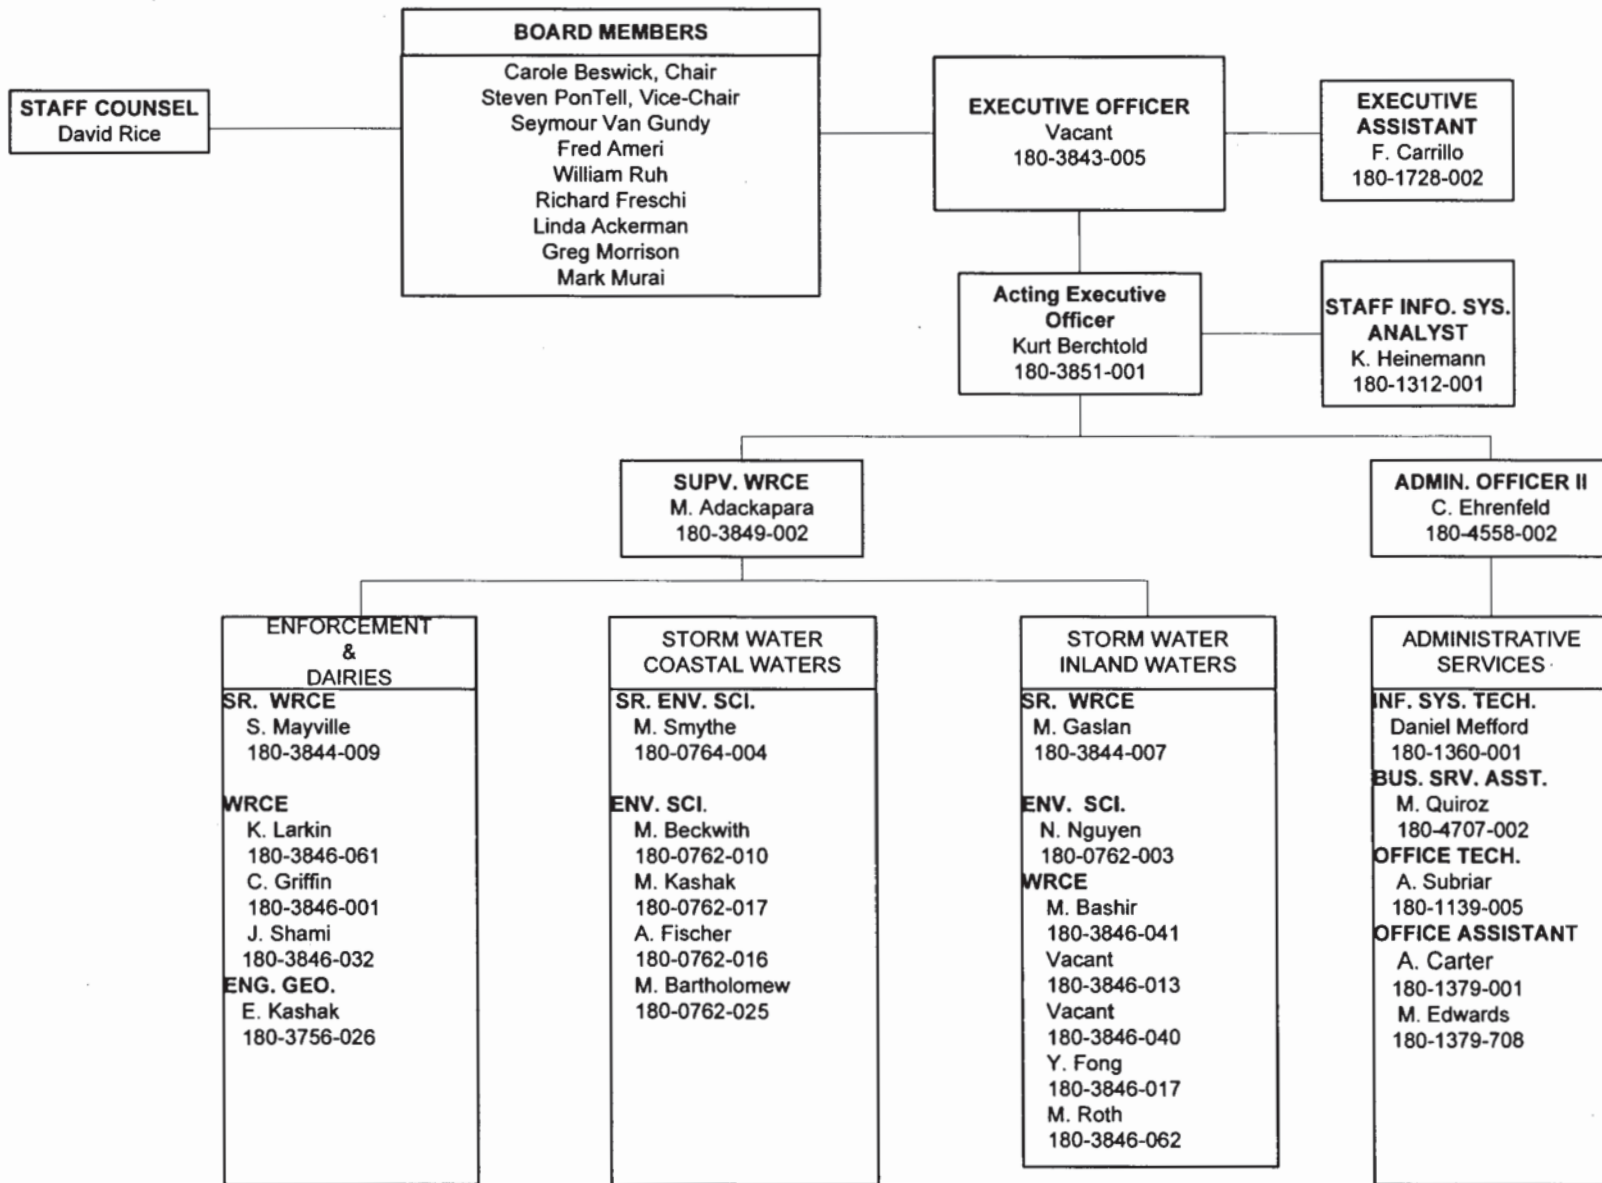 BOARD MEMBERS
Carole Beswick, Chair
Steven PonTell, Vice-Chair
Seymour Van Gundy
Fred Ameri
William Ruh
Richard Freschi
Linda Ackerman
Greg Morrison
Mark Murai
STAFF COUNSEL
David Rice
EXECUTIVE OFFICER
Vacant
180-3843-005
EXECUTIVE
ASSISTANT
F. Carrillo
180-1728-002
Acting Executive
Officer
Kurt Berchtold
180-3851-001
STAFF INFO. SYS.
ANALYST
K. Heinemann
180-1312-001
SUPV. WRCE
M. Adackapara
180-3849-002
ADMIN. OFFICER II
C. Ehrenfeld
180-4558-002
ENFORCEMENT
&
DAIRIES
SR. WRCE
S. Mayville
180-3844-009
WRCE
K. Larkin
180-3846-061
C. Griffin
180-3846-001
J. Shami
180-3846-032
ENG. GEO.
E. Kashak
180-3756-026
STORM WATER
COASTAL WATERS
SR. ENV. SCI.
M. Smythe
180-0764-004
ENV. SCI.
M. Beckwith
180-0762-010
M. Kashak
180-0762-017
A. Fischer
180-0762-016
M. Bartholomew
180-0762-025
STORM WATER
INLAND WATERS
SR. WRCE
M. Gaslan
180-3844-007
ENV. SCI.
N. Nguyen
180-0762-003
WRCE
M. Bashir
180-3846-041
Vacant
180-3846-013
Vacant
180-3846-040
Y. Fong
180-3846-017
M. Roth
180-3846-062
ADMINISTRATIVE
SERVICES
INF. SYS. TECH.
Daniel Mefford
180-1360-001
BUS. SRV. ASST.
M. Quiroz
180-4707-002
OFFICE TECH.
A. Subriar
180-1139-005
OFFICE ASSISTANT
A. Carter
180-1379-001
M. Edwards
180-1379-708